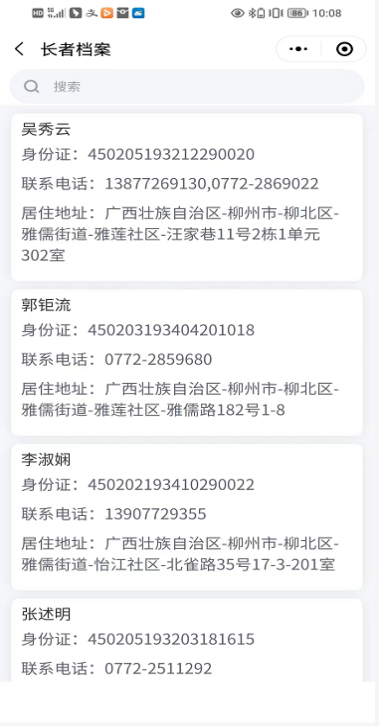 HD 5G 86 10:08
长者档案
搜索
吴秀云
身份证：450205193212290020
联系电话：13877269130,0772-2869022
居住地址：广西壮族自治区-柳州市-柳北区-
雅儒街道-雅莲社区-汪家巷11号2栋1单元
302室
郭钜流
身份证：450203193404201018
联系电话：0772-2859680
居住地址：广西壮族自治区-柳州市-柳北区-
雅儒街道-雅莲社区-雅儒路182号1-8
李淑娴
身份证：450202193410290022
联系电话：13907729355
居住地址：广西壮族自治区-柳州市-柳北区-
雅儒街道-怡江社区-北雀路35号17-3-201室
张述明
身份证：450205193203181615
联系电话：0772-2511292